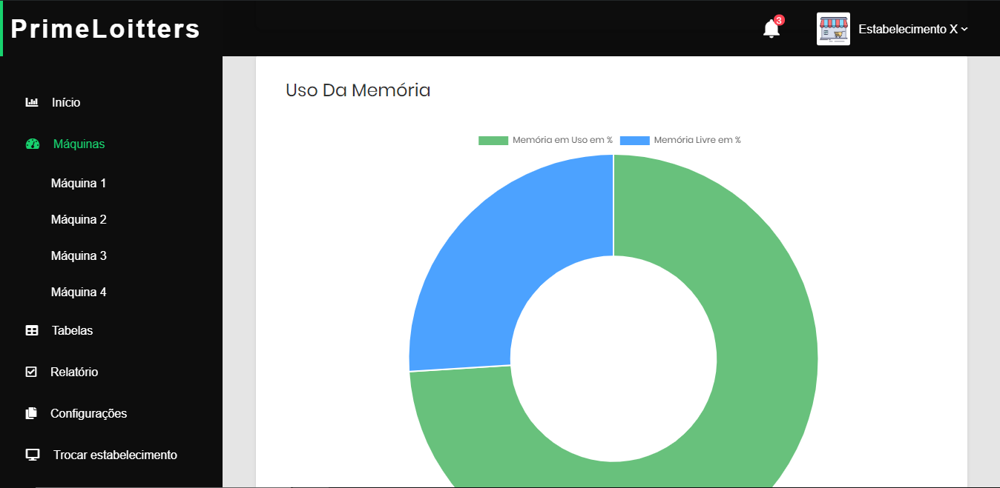 PrimeLoitters
3
Estabelecimento X
Início
Máquinas
Máquina 1
Máquina 2
Máquina 3
Máquina 4
Tabelas
Relatório
Configurações
Trocar estabelecimento
Uso Da Memória
Memória em Uso em % Memória Livre em %